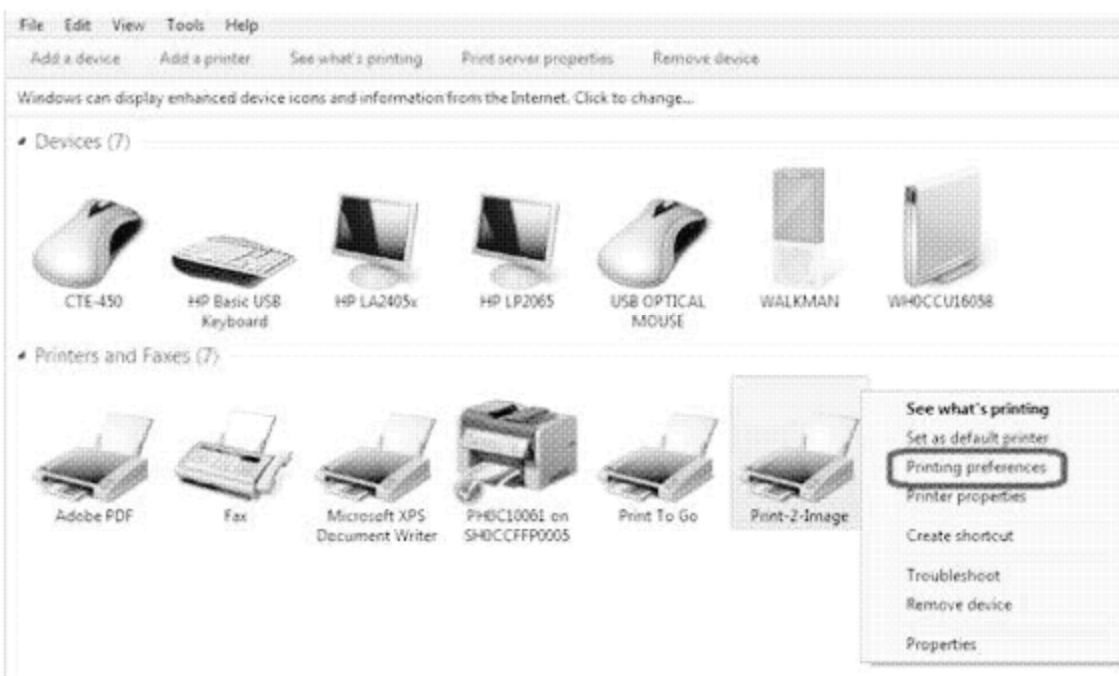 File Edit View Tools Help
Add a device Add a printer See what's printing Print server properties Remove device
Windows can display enhanced device icons and information from the Internet. Click to change...
Devices (7)
CTE-450
HP Basic USB
Keyboard
HP LA2405x
HP LP2065
USB OPTICAL
MOUSE
WALKMAN
WH0CCU16058
Printers and Faxes (7)
Adobe PDF
Fax
Microsoft XPS
Document Writer
PH0C10061 on
SH0CCFFP0005
Print To Go
Print-2-Image
See what's printing
Set as default printer
Printing preferences
Printer properties
Create shortcut
Troubleshoot
Remove device
Properties